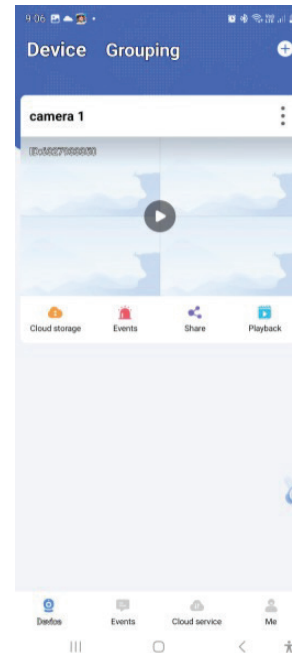 9:06
Device Grouping
camera 1
Cloud storage Events Share Playback
Events Cloud service Me